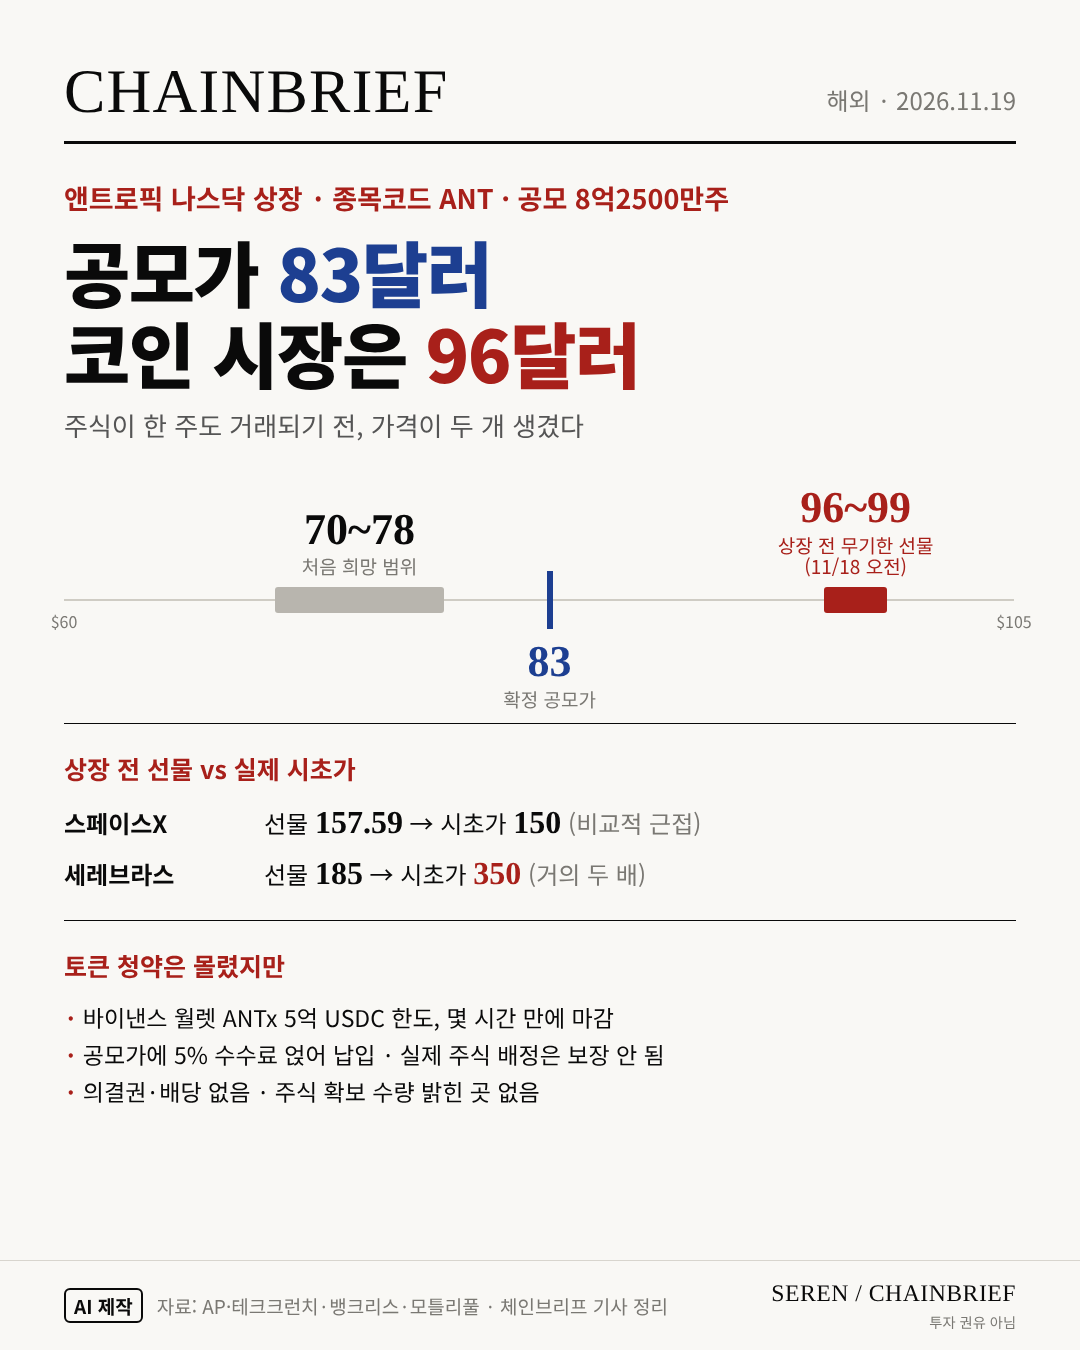 CHAINBRIEF
해외 · 2026.11.19
앤트로픽 나스닥 상장 · 종목코드 ANT · 공모 8억2500만주
공모가 83달러
코인 시장은 96달러
주식이 한 주도 거래되기 전, 가격이 두 개 생겼다
70~78
처음 희망 범위
96~99
상장 전 무기한 선물
(11/18 오전)
$60
$105
83
확정 공모가
상장 전 선물 vs 실제 시초가
스페이스X 선물 157.59 → 시초가 150 (비교적 근접)
세레브라스 선물 185 → 시초가 350 (거의 두 배)
토큰 청약은 몰렸지만
· 바이낸스 월렛 ANTx 5억 USDC 한도, 몇 시간 만에 마감
· 공모가에 5% 수수료 얹어 납입 · 실제 주식 배정은 보장 안 됨
· 의결권·배당 없음 · 주식 확보 수량 밝힌 곳 없음
AI 제작
자료: AP·테크크런치·뱅크리스·모틀리풀 · 체인브리프 기사 정리
SEREN / CHAINBRIEF
투자 권유 아님